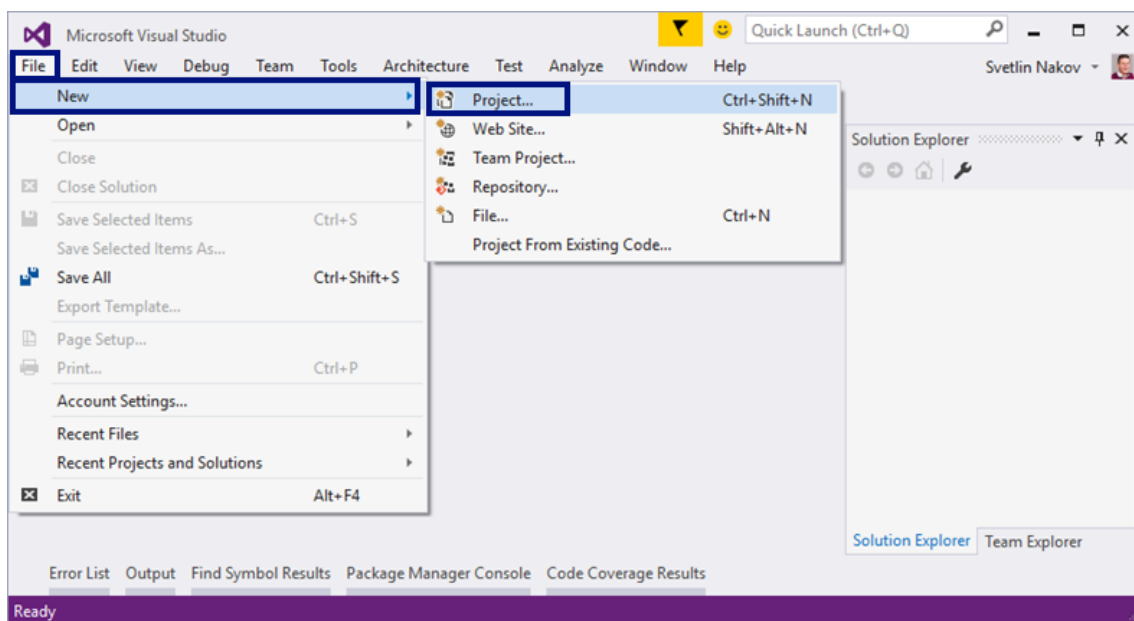 Microsoft Visual Studio
Quick Launch (Ctrl+Q)
File Edit View Debug Team Tools Architecture Test Analyze Window Help
Svetlin Nakov
New
Open
Close
Close Solution
Save Selected Items Ctrl+S
Save Selected Items As...
Save All Ctrl+Shift+S
Export Template...
Page Setup...
Print... Ctrl+P
Account Settings...
Recent Files
Recent Projects and Solutions
Exit Alt+F4
Project... Ctrl+Shift+N
Web Site... Shift+Alt+N
Team Project...
Repository...
File... Ctrl+N
Project From Existing Code...
Solution Explorer
Solution Explorer Team Explorer
Error List Output Find Symbol Results Package Manager Console Code Coverage Results
Ready